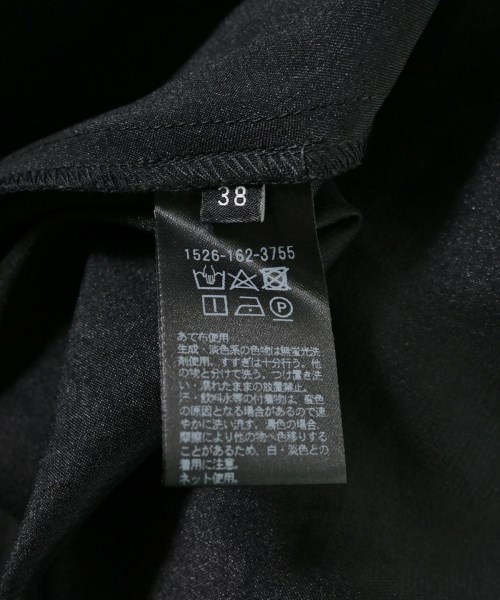 38
1526-162-3755
P
あて布使用
生成・淡色系の色物は無蛍光洗
剤使用。すすぎは十分行う。他
の物と分けて洗う。つけ置き洗
い・濡れたままの放置禁止。
汗・飲料水等の付着物は、変色
の原因となる場合があるので速
やかに洗い流す。濃色の場合、
摩擦により他の物へ色移りする
ことがあるため、白・淡色との
着用に注意。
ネット使用。